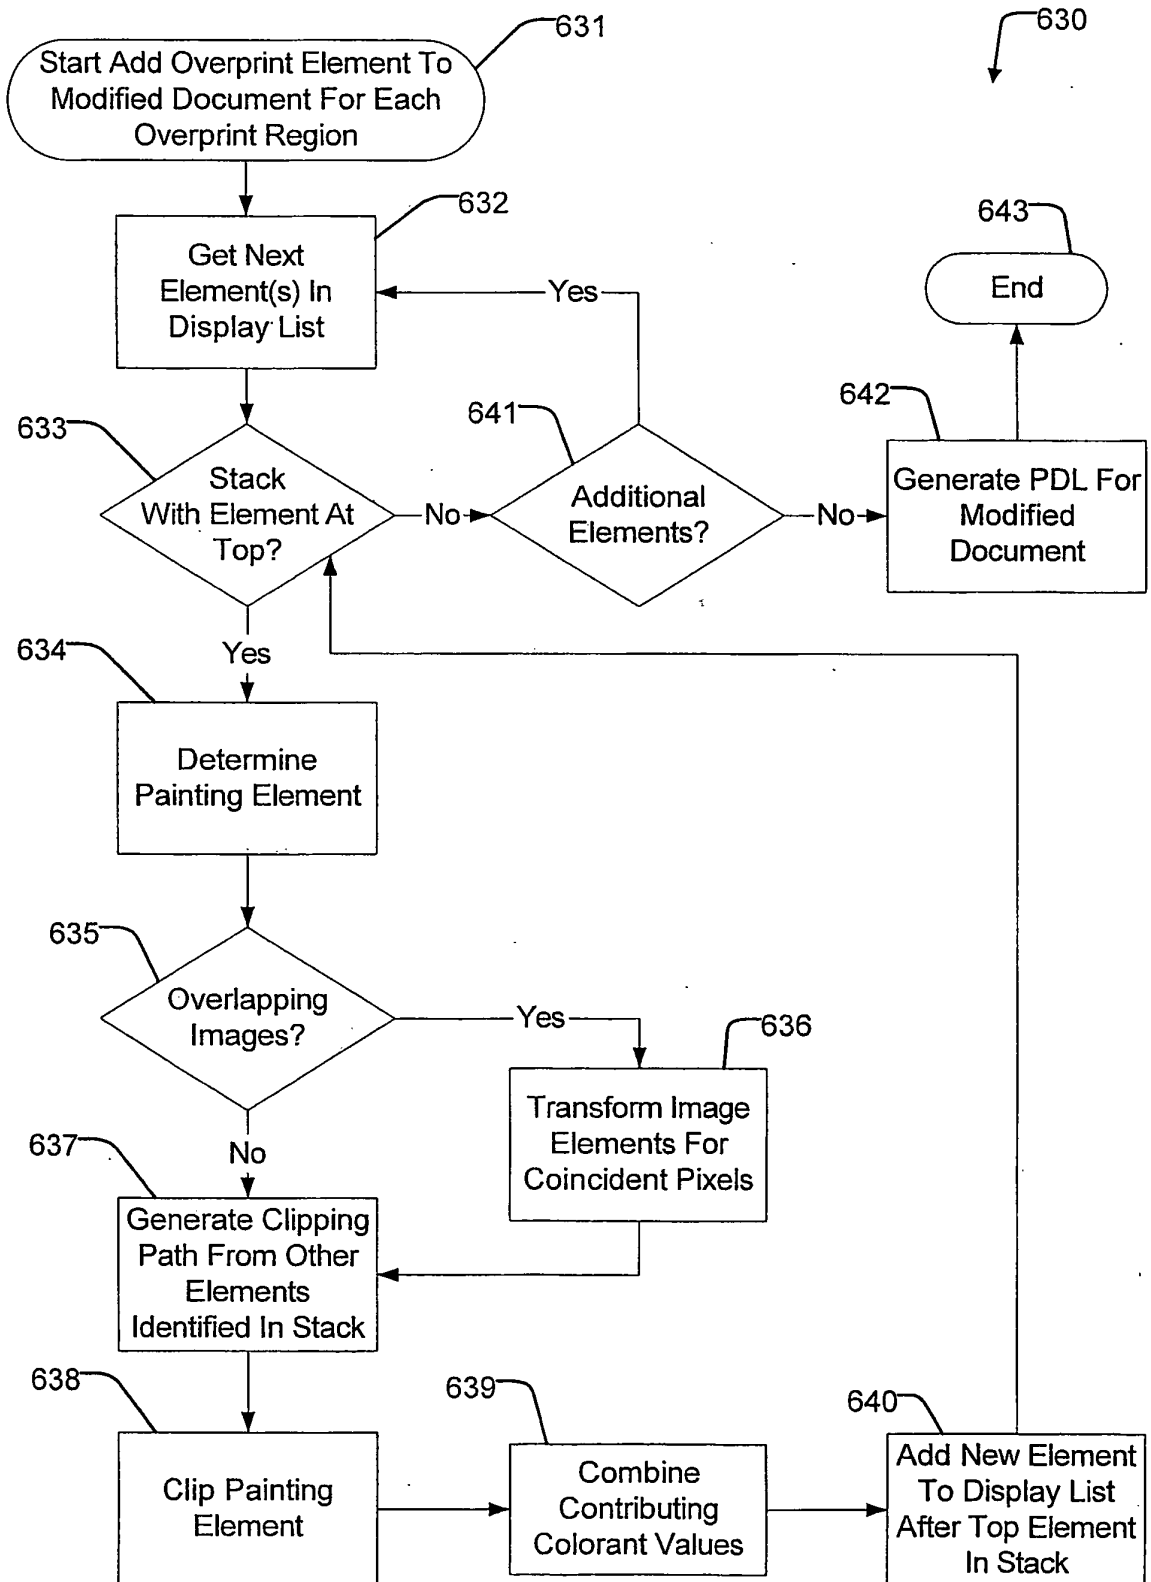 631
630
Start Add Overprint Element To
Modified Document For Each
Overprint Region
632
Get Next
Element(s) In
Display List
Yes
643
End
633
Stack
With Element At
Top?
No
641
Additional
Elements?
No
642
Generate PDL For
Modified
Document
Yes
634
Determine
Painting Element
635
Overlapping
Images?
Yes
636
Transform Image
Elements For
Coincident Pixels
No
637
Generate Clipping
Path From Other
Elements
Identified In Stack
638
Clip Painting
Element
639
Combine
Contributing
Colorant Values
640
Add New Element
To Display List
After Top Element
In Stack